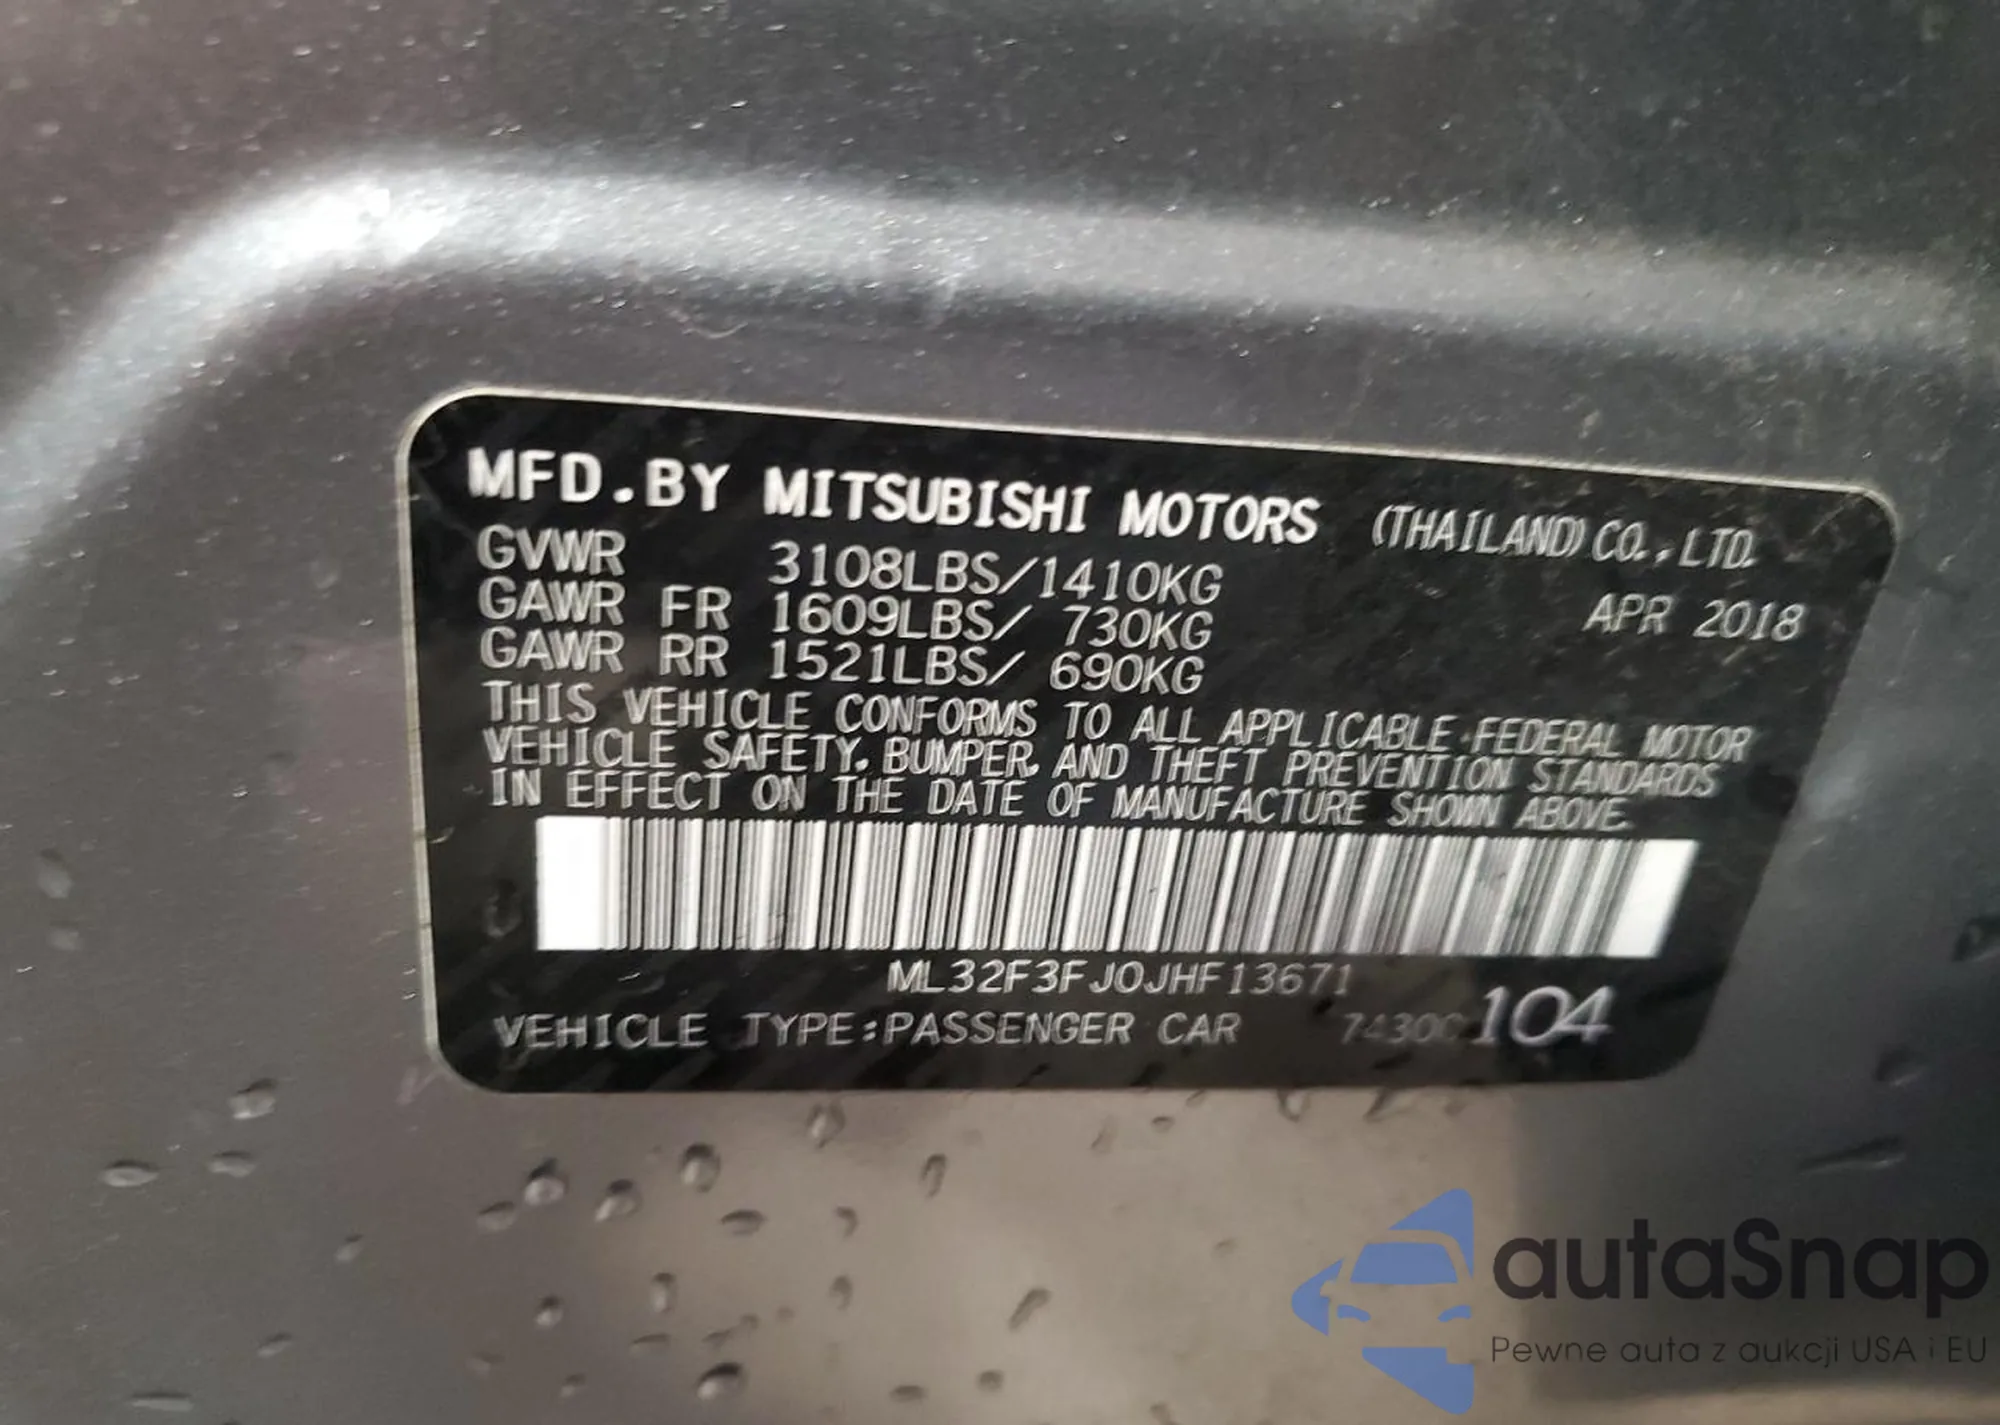 MFD.BY MITSUBISHI MOTORS (THAILAND) CO., LTD.
GVWR 3108LBS/1410KG APR 2018
GAWR FR 1609LBS/ 730KG
GAWR RR 1521LBS/ 690KG
THIS VEHICLE CONFORMS TO ALL APPLICABLE FEDERAL MOTOR
VEHICLE SAFETY, BUMPER, AND THEFT PREVENTION STANDARDS
IN EFFECT ON THE DATE OF MANUFACTURE SHOWN ABOVE.
ML32F3FJ0JHF13671
VEHICLE TYPE:PASSENGER CAR 104
autaSnap
Pewne auta z aukcji USA i EU